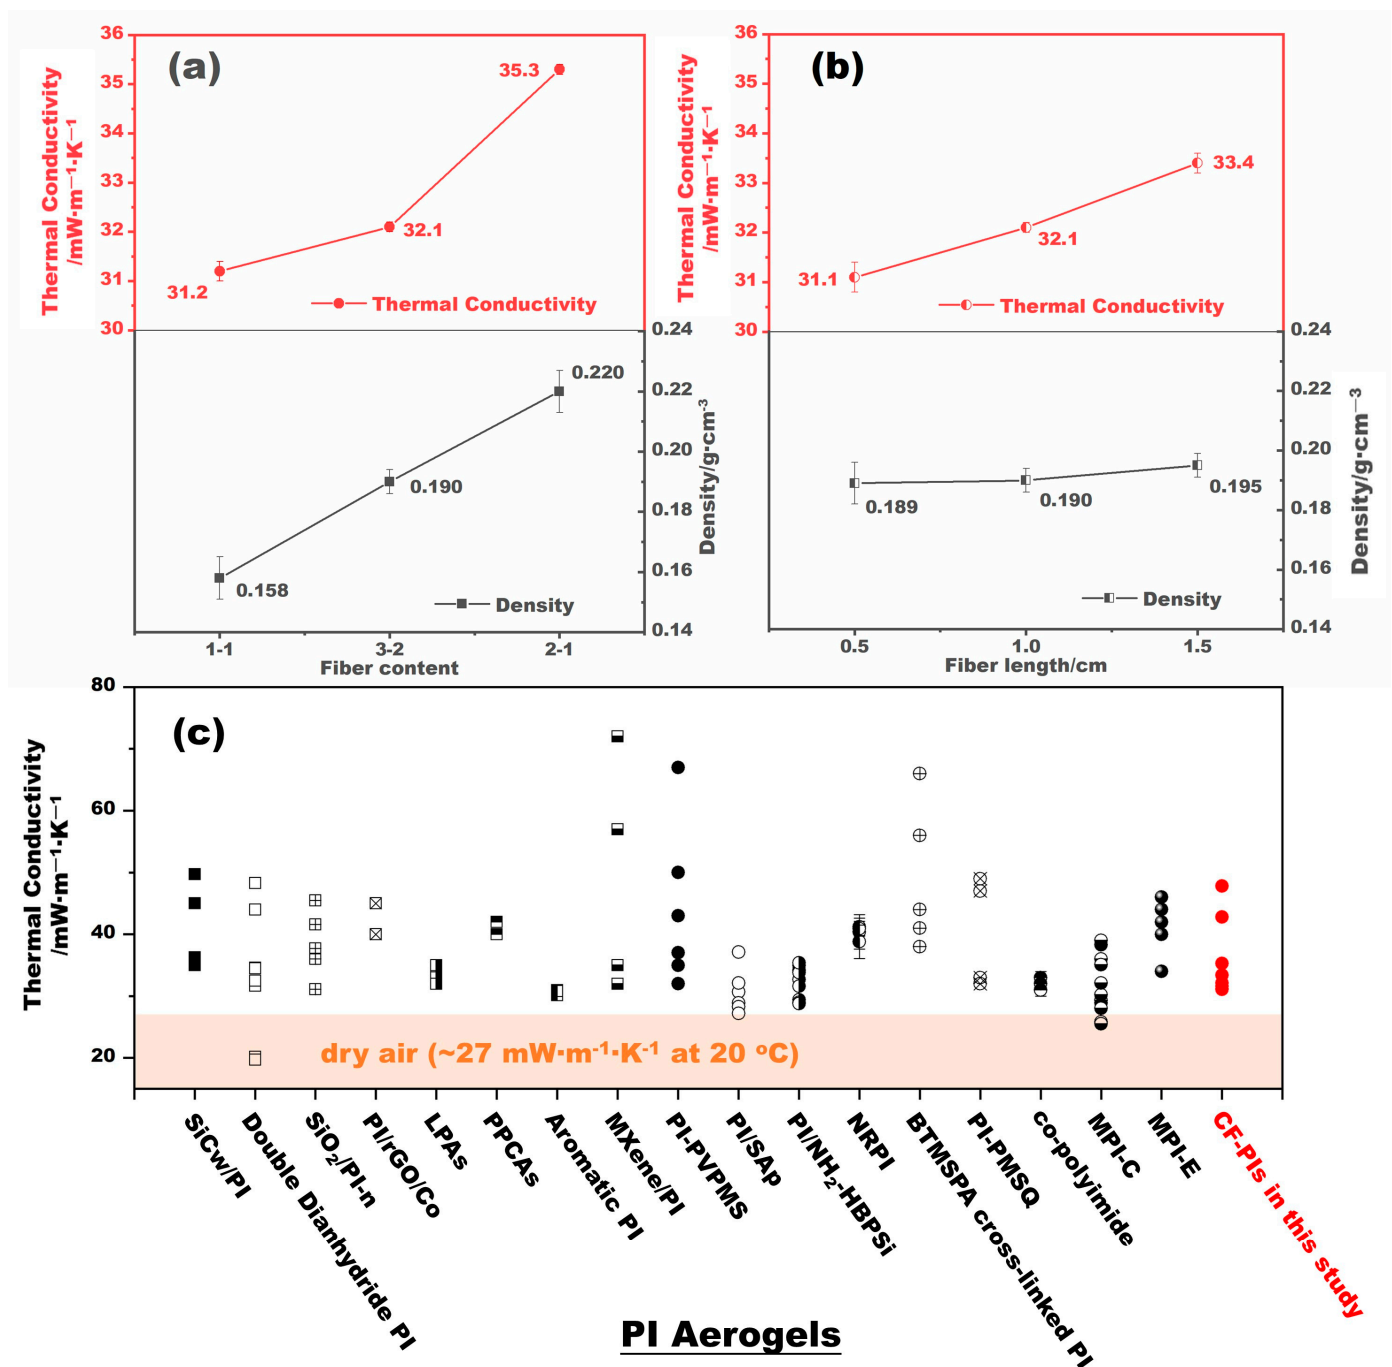 (a)
Thermal Conductivity
/mW·m⁻¹·K⁻¹
36
35
34
33
32
31
30
35.3
32.1
31.2
Thermal Conductivity
0.24
0.22
0.20
0.18
0.16
0.14
Density/g·cm⁻³
0.220
0.190
0.158
Density
1-1
3-2
2-1
Fiber content
(b)
Thermal Conductivity
/mW·m⁻¹·K⁻¹
36
35
34
33
32
31
30
33.4
32.1
31.1
Thermal Conductivity
0.24
0.22
0.20
0.18
0.16
0.14
Density/g·cm⁻³
0.189
0.190
0.195
Density
0.5
1.0
1.5
Fiber length/cm
(c)
Thermal Conductivity
/mW·m⁻¹·K⁻¹
80
60
40
20
dry air (~27 mW·m⁻¹·K⁻¹ at 20 °C)
SiCw/PI
Double Dianhydride PI
SiO₂/PI-n
PI/rGO/Co
LPAs
PPCAs
Aromatic PI
MXene/PI
PI-PVPMS
PI/SAp
PI/NH₂-HBPSi
NRPI
BTMSPA cross-linked PI
PI-PMSQ
co-polyimide
MPI-C
MPI-E
CF-PIs in this study
PI Aerogels